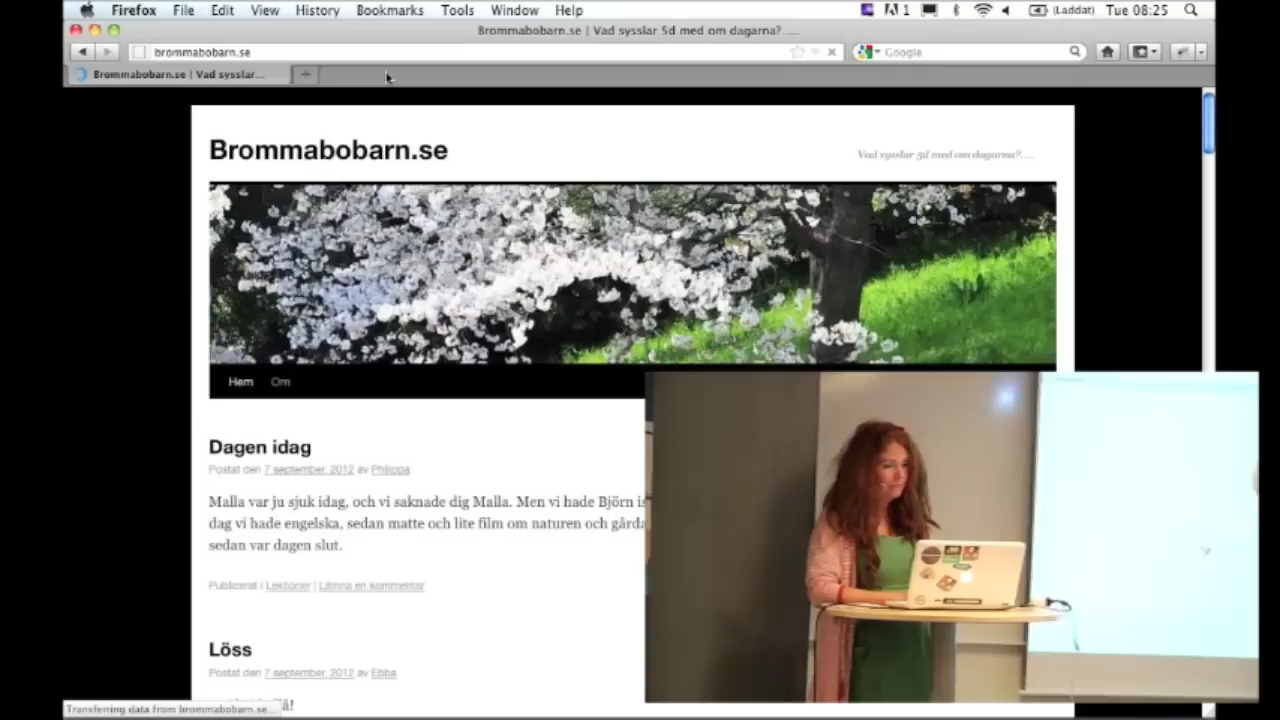 Firefox File Edit View History Bookmarks Tools Window Help 1 (Laddat) Tue 08:25
Brommabobarn.se | Vad sysslar 5d med om dagarna?.....
brommabobarn.se Google
Brommabobarn.se | Vad sysslar...
Brommabobarn.se
Vad sysslar 5d med om dagarna?.....
Hem Om
Dagen idag
Postat den 7 september, 2012 av Philippa
Malla var ju sjuk idag, och vi saknade dig Malla. Men vi hade Björn
dag vi hade engelska, sedan matte och lite film om naturen och
sedan var dagen slut.
Publicerat i Lektioner | Lämna en kommentar
Löss
Postat den 7 september, 2012 av Ebba
Transferring data from brommabobarn.se...